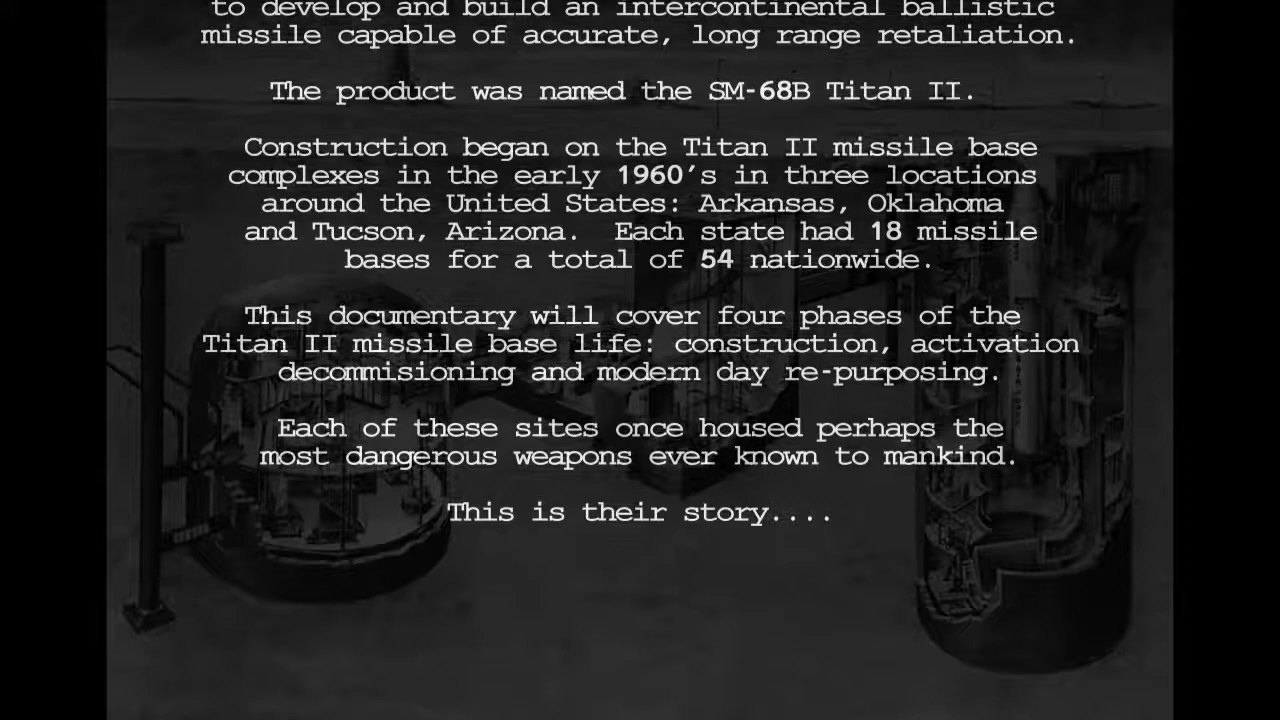 to develop and build an intercontinental ballistic
missile capable of accurate, long range retaliation.
The product was named the SM-68B Titan II.
Construction began on the Titan II missile base
complexes in the early 1960's in three locations
around the United States: Arkansas, Oklahoma
and Tucson, Arizona.  Each state had 18 missile
bases for a total of 54 nationwide.
This documentary will cover four phases of the
Titan II missile base life: construction, activation
decommisioning and modern day re-purposing.
Each of these sites once housed perhaps the
most dangerous weapons ever known to mankind.
This is their story....